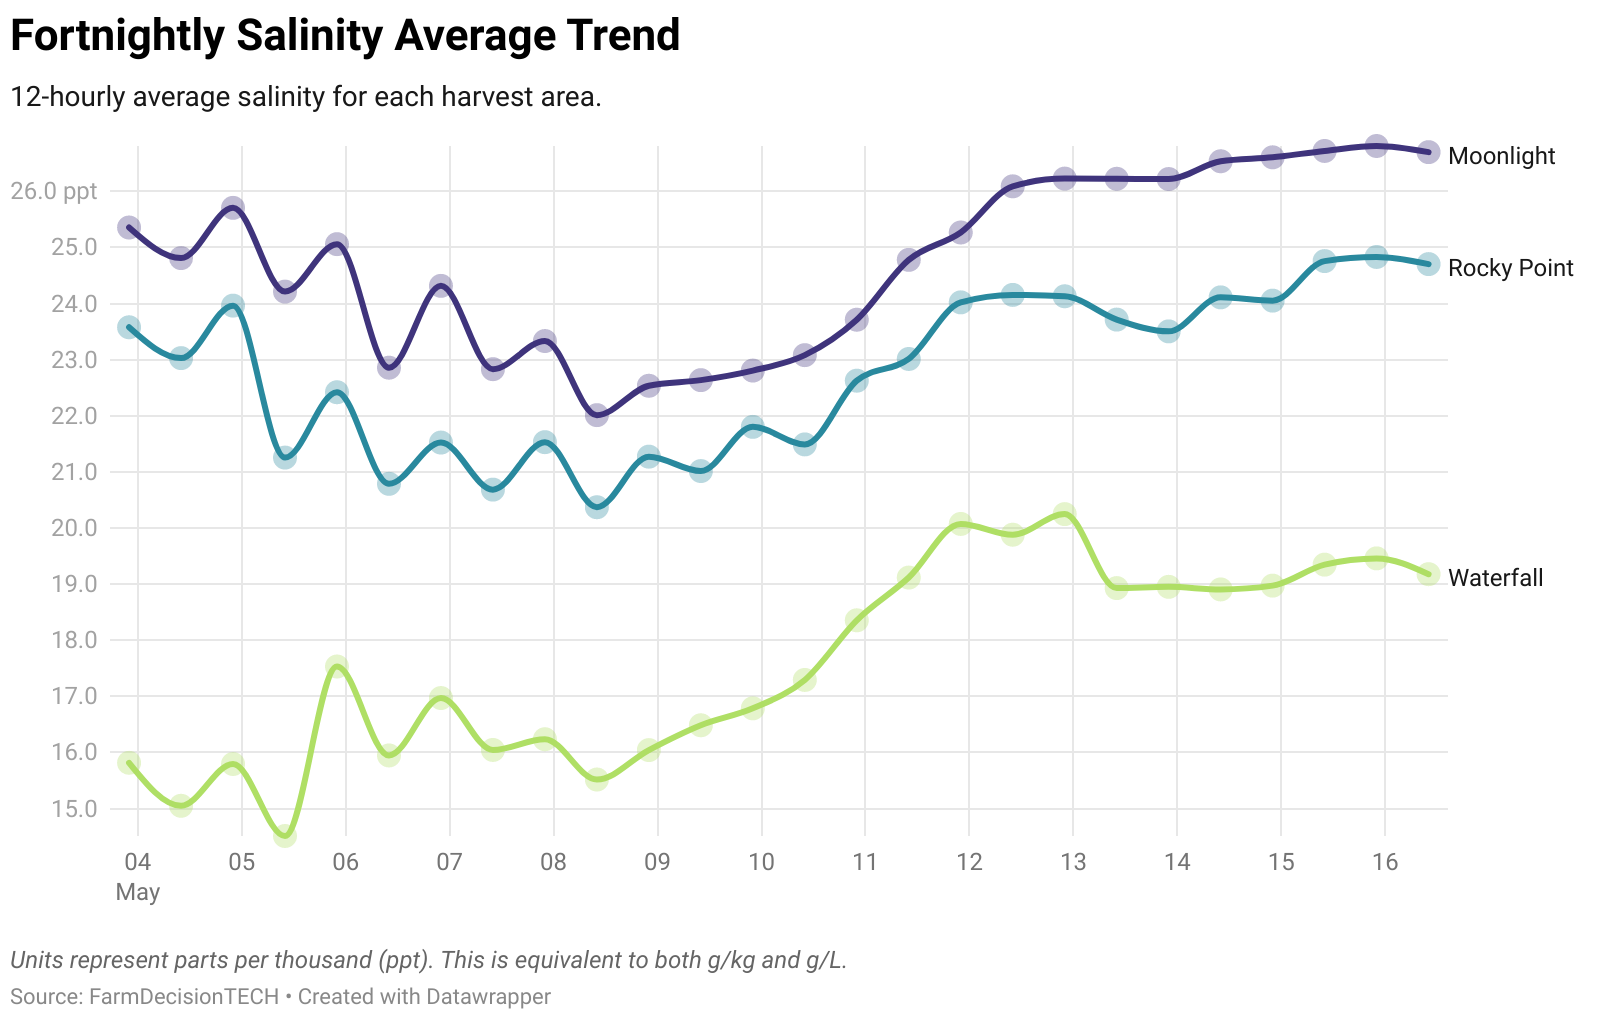 Fortnightly Salinity Average Trend
12-hourly average salinity for each harvest area.
Moonlight
26.0 ppt
25.0
Rocky Point
24.0
23.0
22.0
21.0
20.0
19.0
Waterfall
18.0
17.0
16.0
15.0
04 05 06 07 08 09 10 11 12 13 14 15 16
May
Units represent parts per thousand (ppt). This is equivalent to both g/kg and g/L.
Source: FarmDecisionTECH • Created with Datawrapper